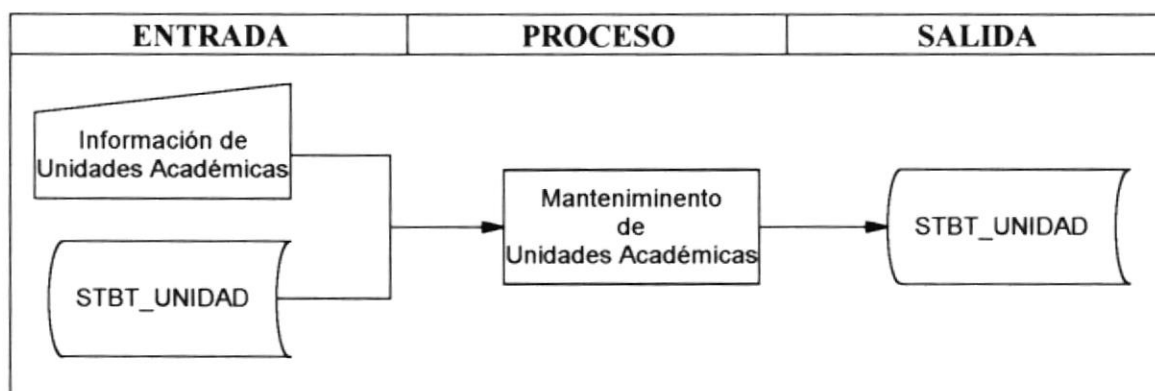 ENTRADA
PROCESO
SALIDA
Información de
Unidades Académicas
STBT_UNIDAD
Manteniminento
de
Unidades Académicas
STBT_UNIDAD